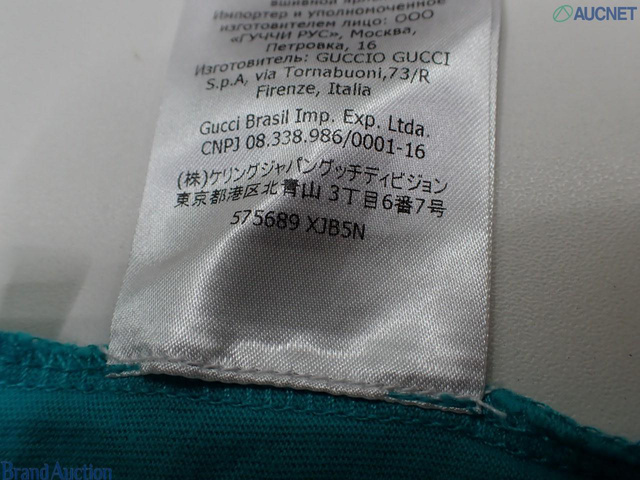 AUCNET
Импортер и уполномоченное
изготовителем лицо: ООО
«ГУЧЧИ РУС», Москва,
Петровка, 16
Изготовитель: GUCCIO GUCCI
S.p.A, via Tornabuoni,73/R
Firenze, Italia
Gucci Brasil Imp. Exp. Ltda.
CNPJ 08.338.986/0001-16
(株)ケリングジャパングッチディビジョン
東京都港区北青山 3丁目6番7号
575689 XJB5N
Brand Auction